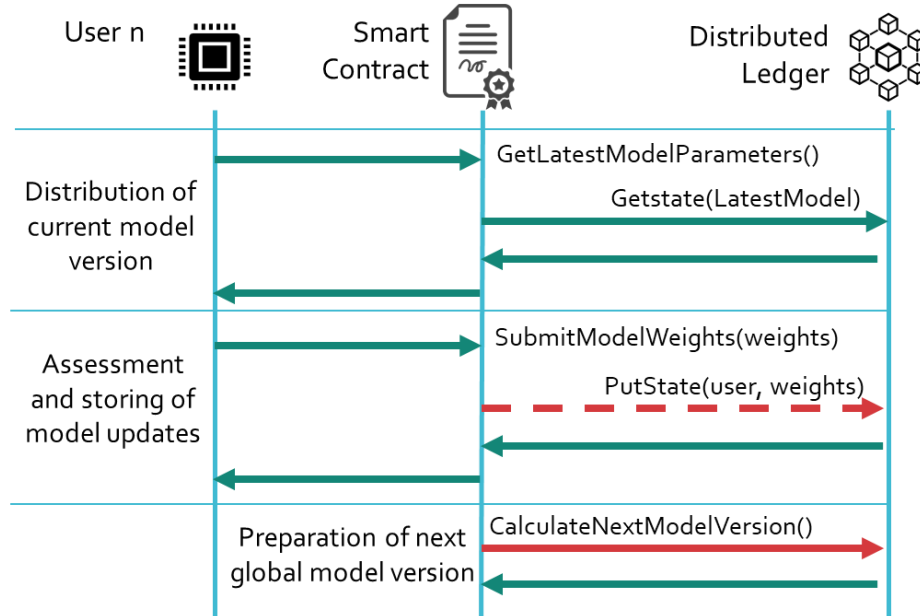 User n
Smart
Contract
Distributed
Ledger
GetLatestModelParameters()
Distribution of
current model
version
Getstate(LatestModel)
SubmitModelWeights(weights)
Assessment
and storing of
model updates
PutState(user, weights)
CalculateNextModelVersion()
Preparation of next
global model version